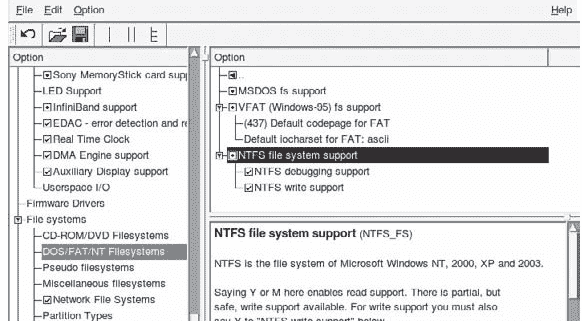 File Edit Option Help
Option
Sony MemoryStick card supp
LED Support
InfiniBand support
EDAC - error detection and re
Real Time Clock
DMA Engine support
Auxiliary Display support
Userspace I/O
Firmware Drivers
File systems
CD-ROM/DVD Filesystems
DOS/FAT/NT Filesystems
Pseudo filesystems
Miscellaneous filesystems
Network File Systems
Partition Types
Option
..
MSDOS fs support
VFAT (Windows-95) fs support
(437) Default codepage for FAT
Default iocharset for FAT: ascii
NTFS file system support
NTFS debugging support
NTFS write support
NTFS file system support (NTFS_FS)
NTFS is the file system of Microsoft Windows NT, 2000, XP and 2003.
Saying Y or M here enables read support. There is partial, but
safe, write support available. For write support you must also
say Y to "NTFS write support" below.